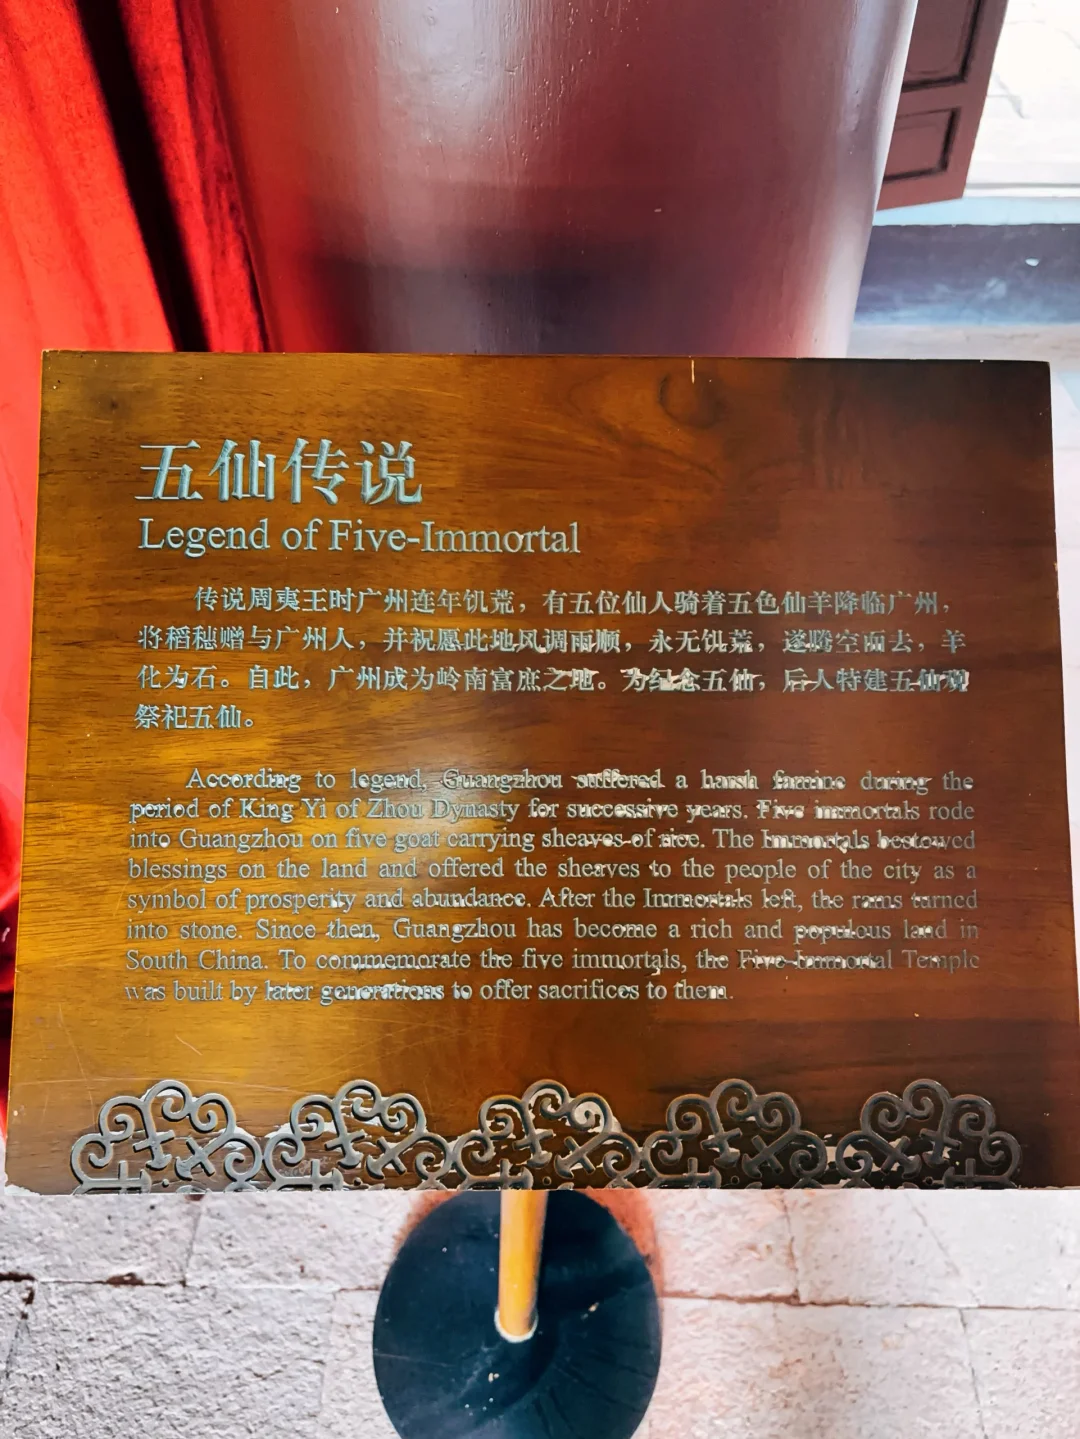 五仙传说
Legend of Five-Immortal
传说周夷王时广州连年饥荒，有五位仙人骑着五色仙羊降临广州，
将稻穗赠与广州人，并祝愿此地风调雨顺，永无饥荒，遂腾空而去，羊
化为石。自此，广州成为岭南富庶之地。为纪念五仙，后人特建五仙观
祭祀五仙。
According to legend, Guangzhou suffered a harsh famine during the
period of King Yi of Zhou Dynasty for successive years. Five immortals rode
into Guangzhou on five goat carrying sheaves of rice. The Immortals bestowed
blessings on the land and offered the sheaves to the people of the city as a
symbol of prosperity and abundance. After the Immortals left, the rams turned
into stone. Since then, Guangzhou has become a rich and populous land in
South China. To commemorate the five immortals, the Five-Immortal Temple
was built by later generations to offer sacrifices to them.